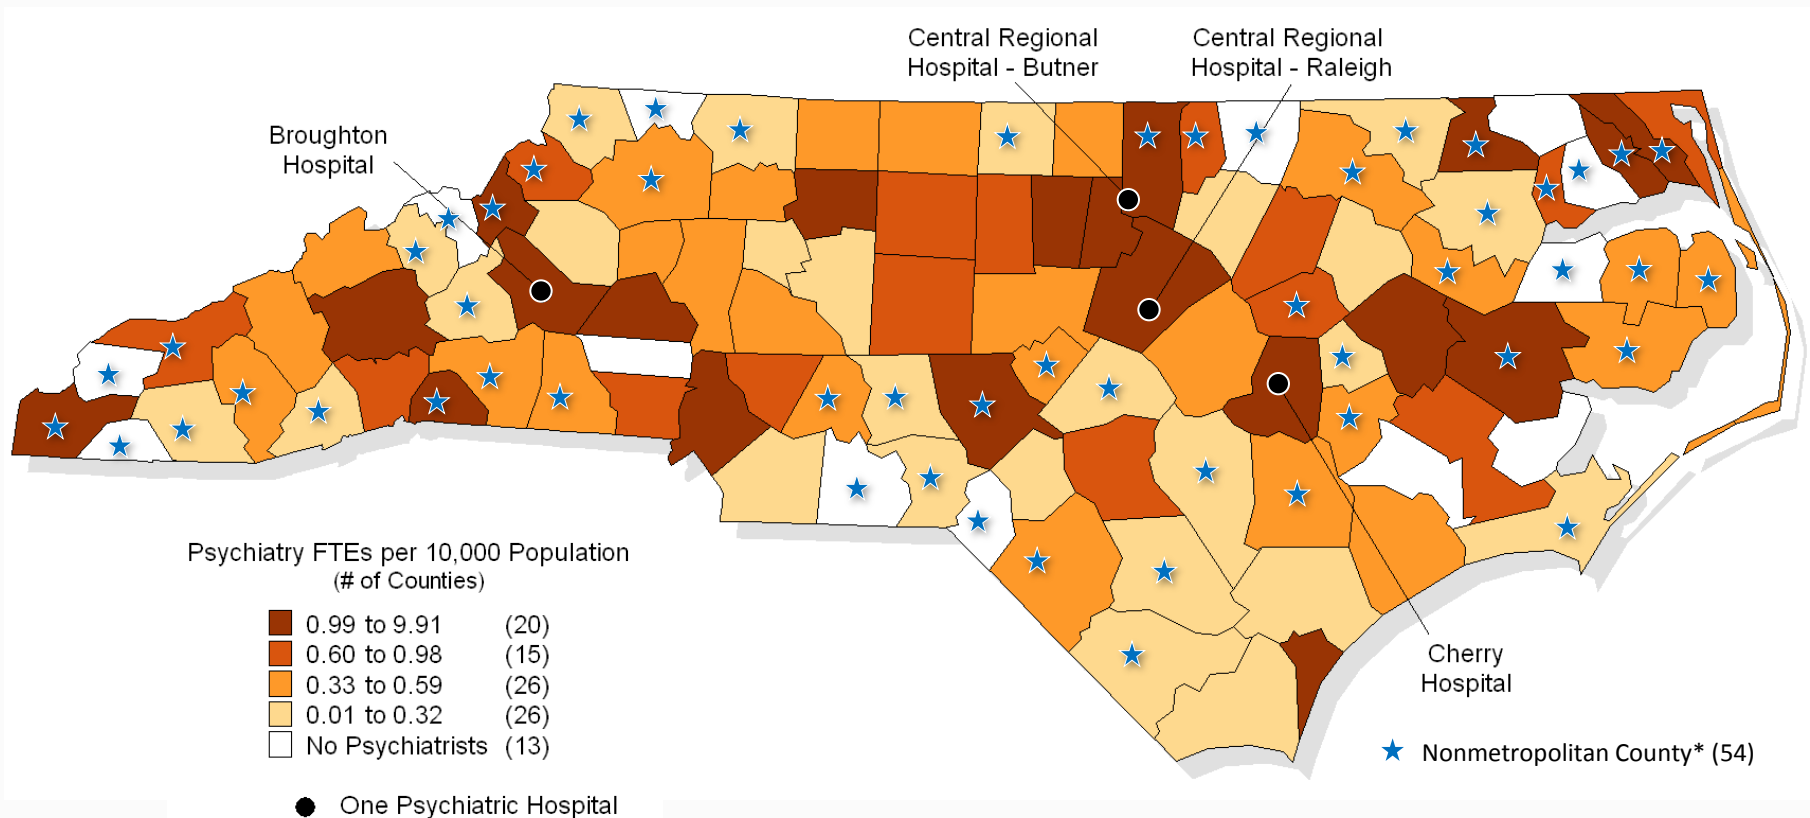 Central Regional
Hospital - Butner
Central Regional
Hospital - Raleigh
Broughton
Hospital
Psychiatry FTEs per 10,000 Population
(# of Counties)
0.99 to 9.91 (20)
0.60 to 0.98 (15)
0.33 to 0.59 (26)
0.01 to 0.32 (26)
No Psychiatrists (13)
One Psychiatric Hospital
Cherry
Hospital
Nonmetropolitan County* (54)